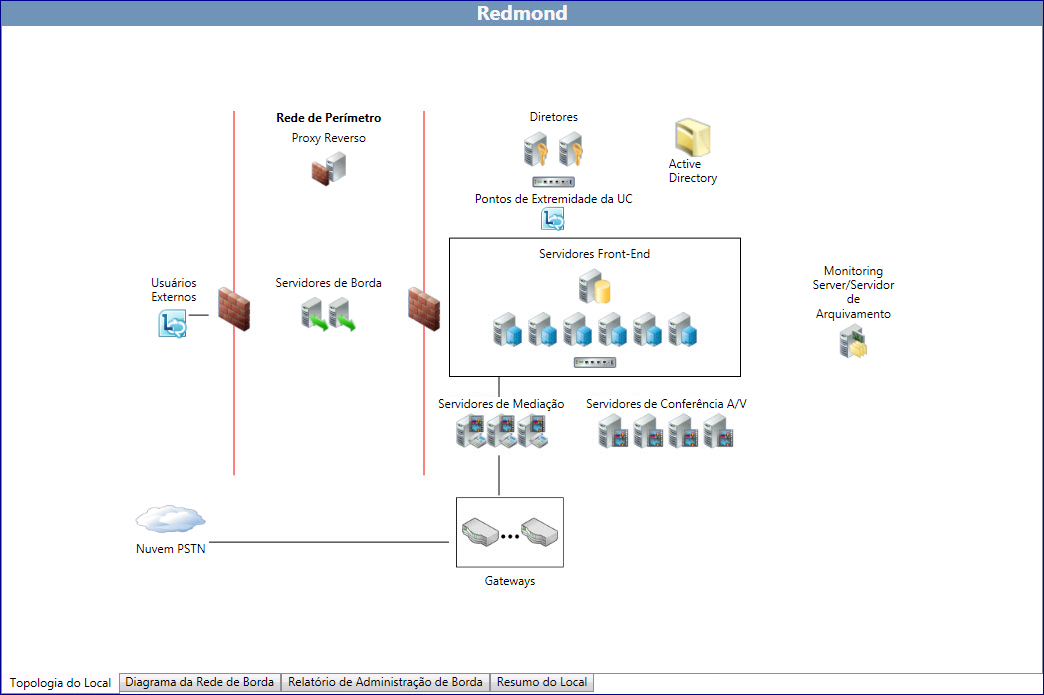 Redmond
Rede de Perímetro
Proxy Reverso
Diretores
Active
Directory
Pontos de Extremidade da UC
Servidores Front-End
Usuários
Externos
Servidores de Borda
Monitoring
Server/Servidor
de
Arquivamento
Servidores de Mediação
Servidores de Conferência A/V
Nuvem PSTN
Gateways
Topologia do Local
Diagrama da Rede de Borda
Relatório de Administração de Borda
Resumo do Local